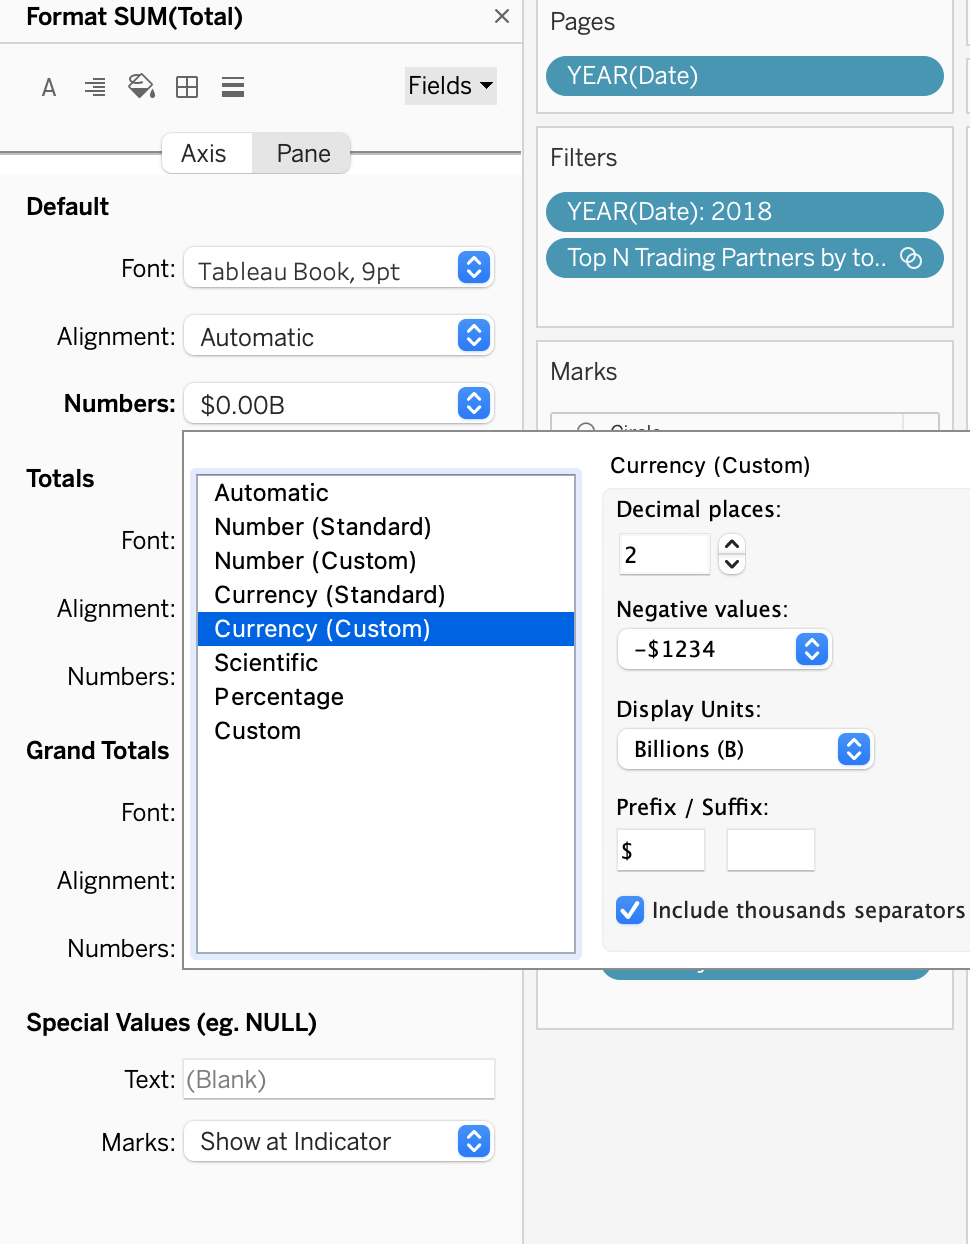 Format SUM(Total)
Fields
Axis
Pane
Default
Font: Tableau Book, 9pt
Alignment: Automatic
Numbers: $0.00B
Totals
Font:
Alignment:
Numbers:
Grand Totals
Font:
Alignment:
Numbers:
Special Values (eg. NULL)
Text: (Blank)
Marks: Show at Indicator
Automatic
Number (Standard)
Number (Custom)
Currency (Standard)
Currency (Custom)
Scientific
Percentage
Custom
Currency (Custom)
Decimal places:
2
Negative values:
-$1234
Display Units:
Billions (B)
Prefix / Suffix:
$
Include thousands separators
Pages
YEAR(Date)
Filters
YEAR(Date): 2018
Top N Trading Partners by to..
Marks
Circle